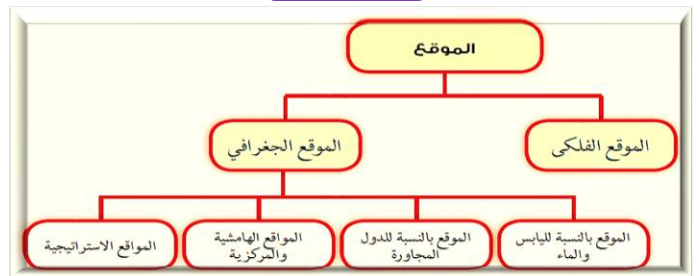 الموقع
الموقع الفلكى
الموقع الجغرافي
الموقع بالنسبة لليابس
والماء
الموقع بالنسبة للدول
المجاورة
المواقع الهامشية
والمركزية
المواقع الاستراتيجية